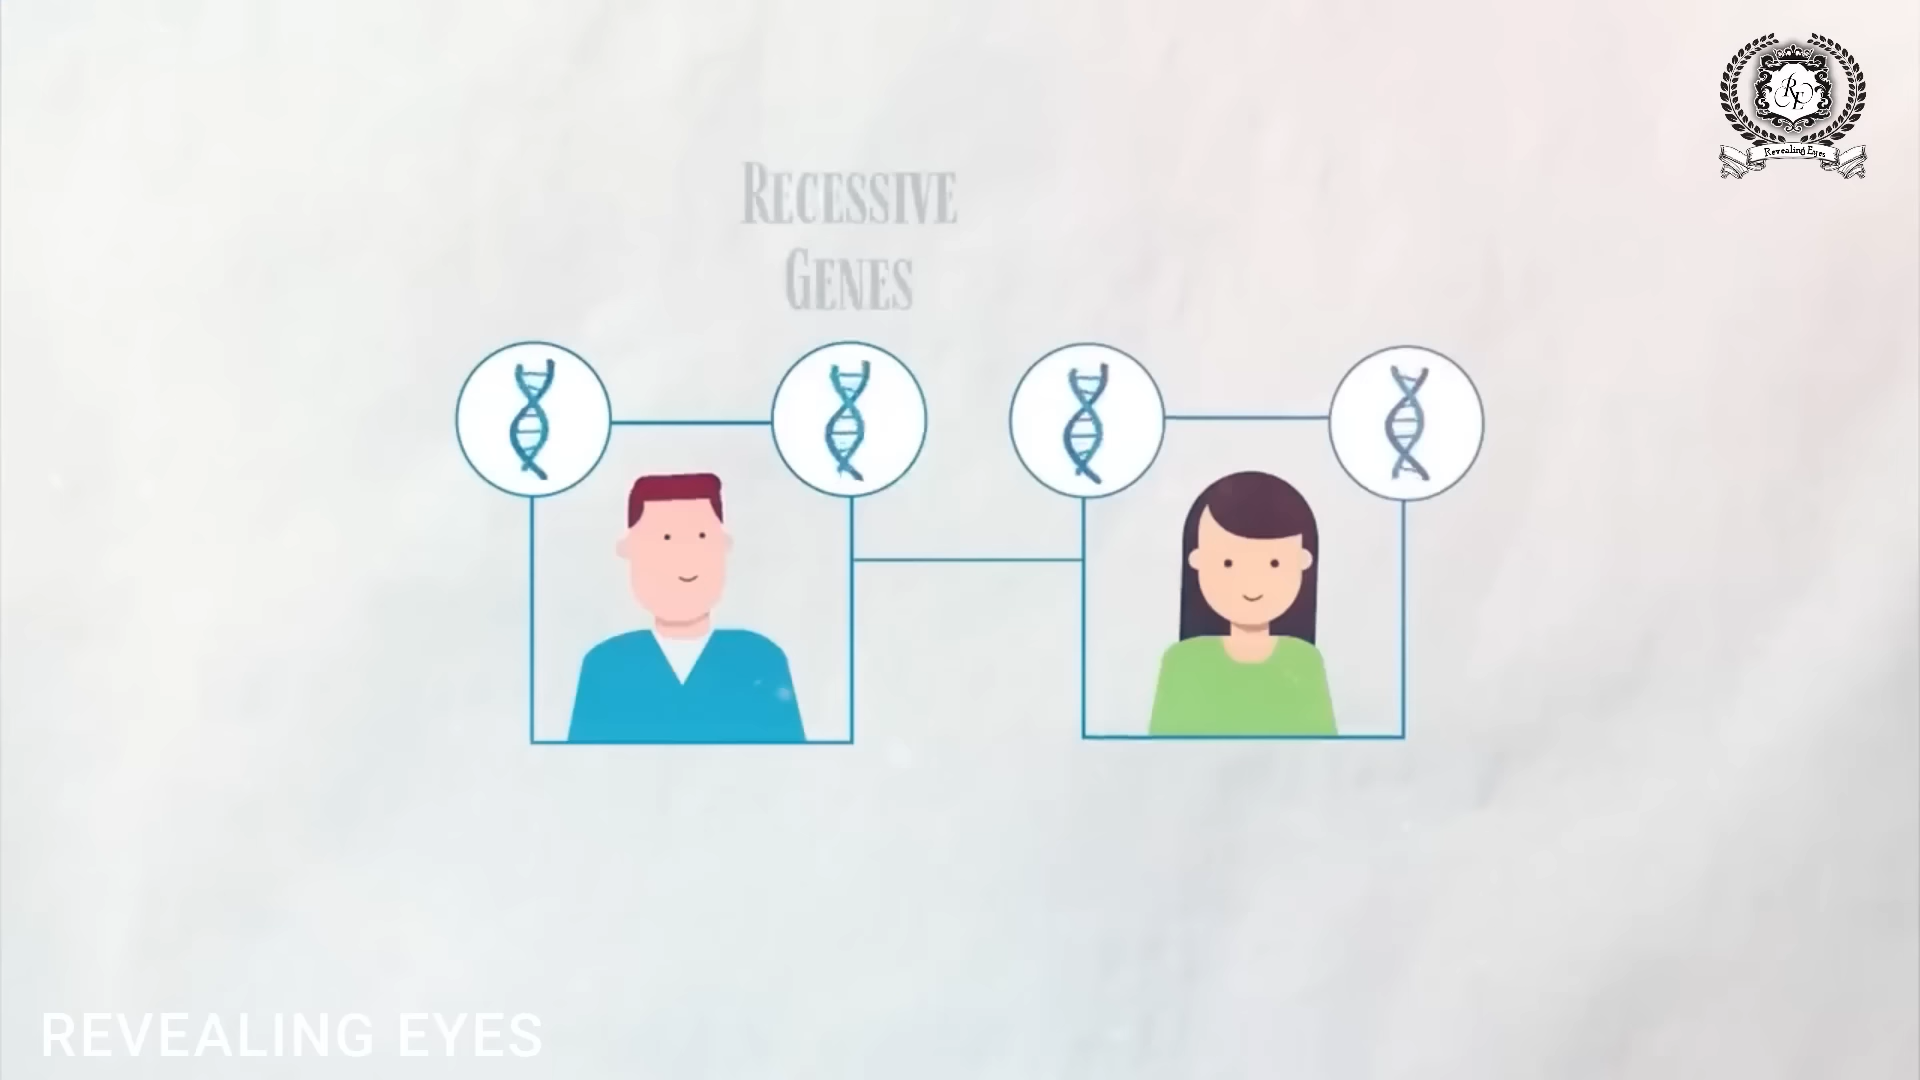 RECESSIVE
GENES
R E
Revealing Eyes
REVEALING EYES